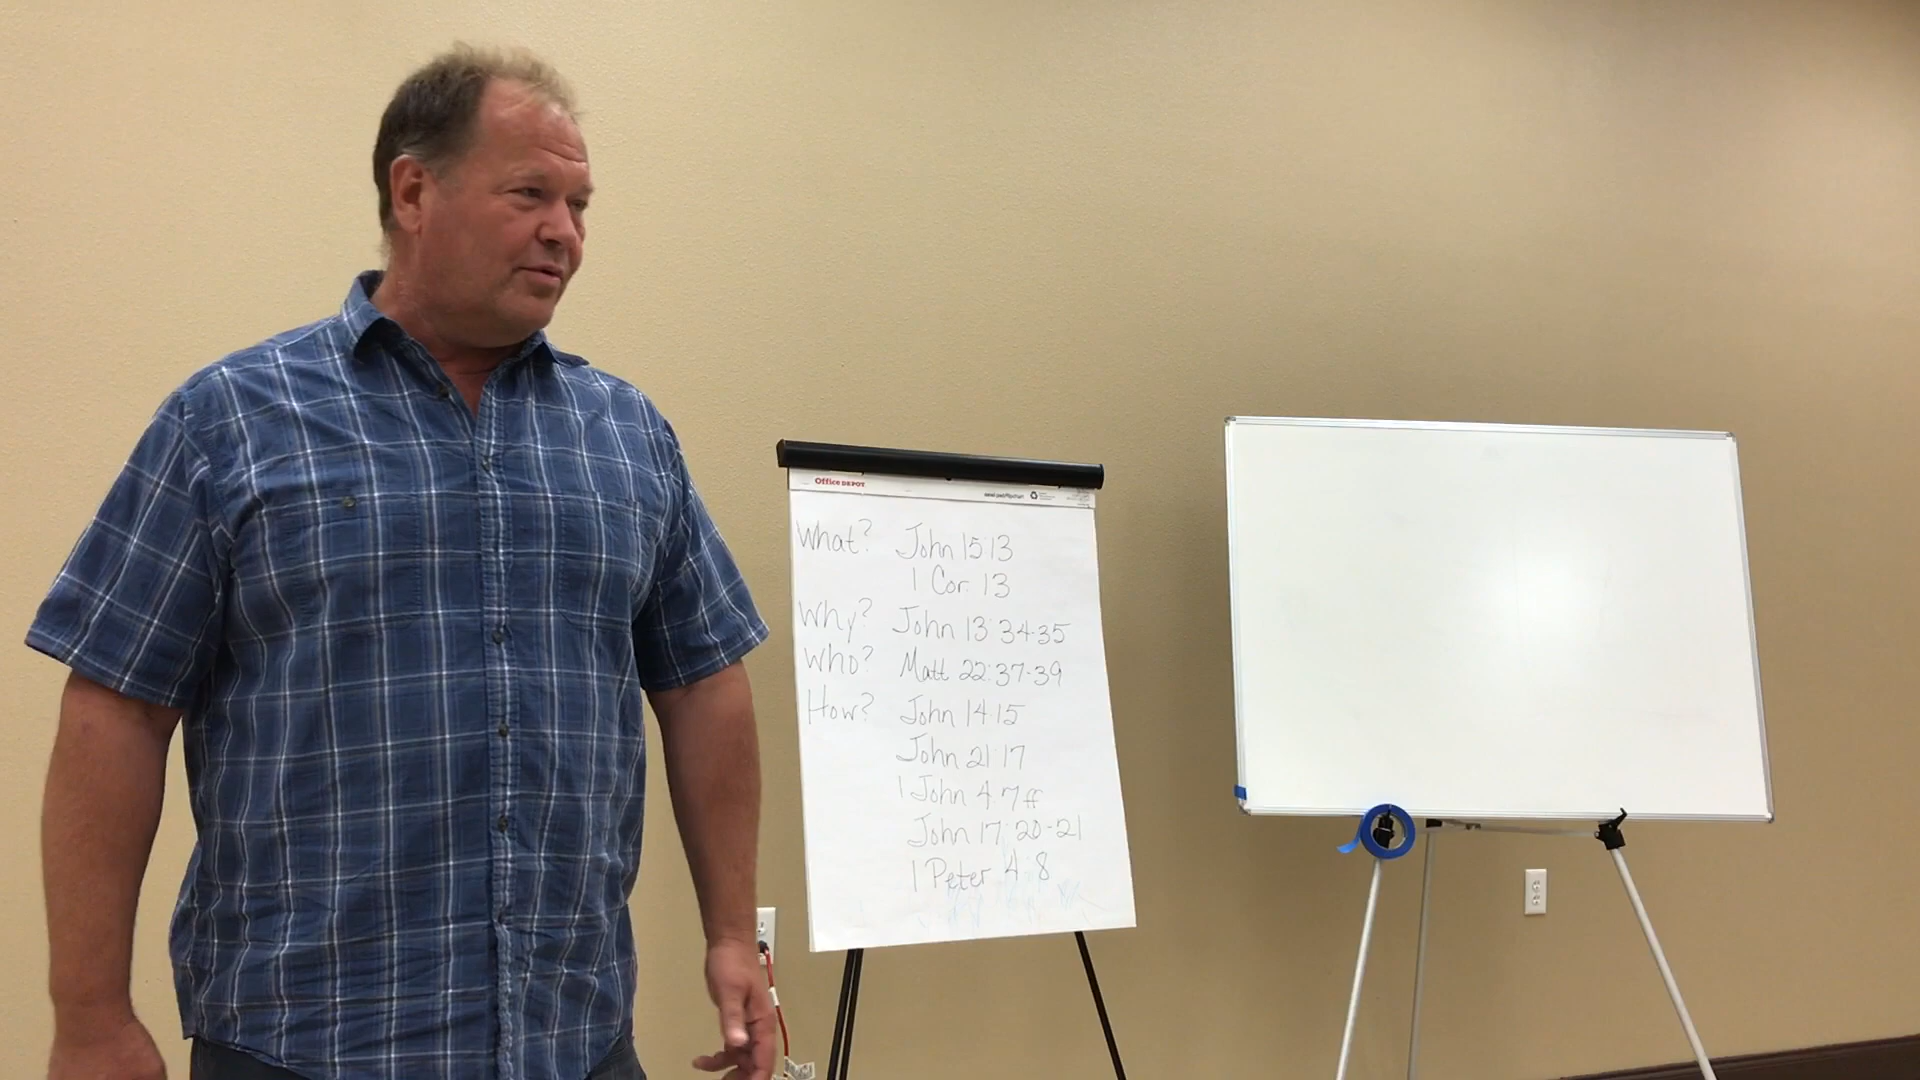 Office DEPOT
What? John 15:13
1 Cor. 13
Why? John 13:34-35
Who? Matt 22:37-39
How? John 14:15
John 21:17
1 John 4:7ff
John 17:20-21
1 Peter 4:8